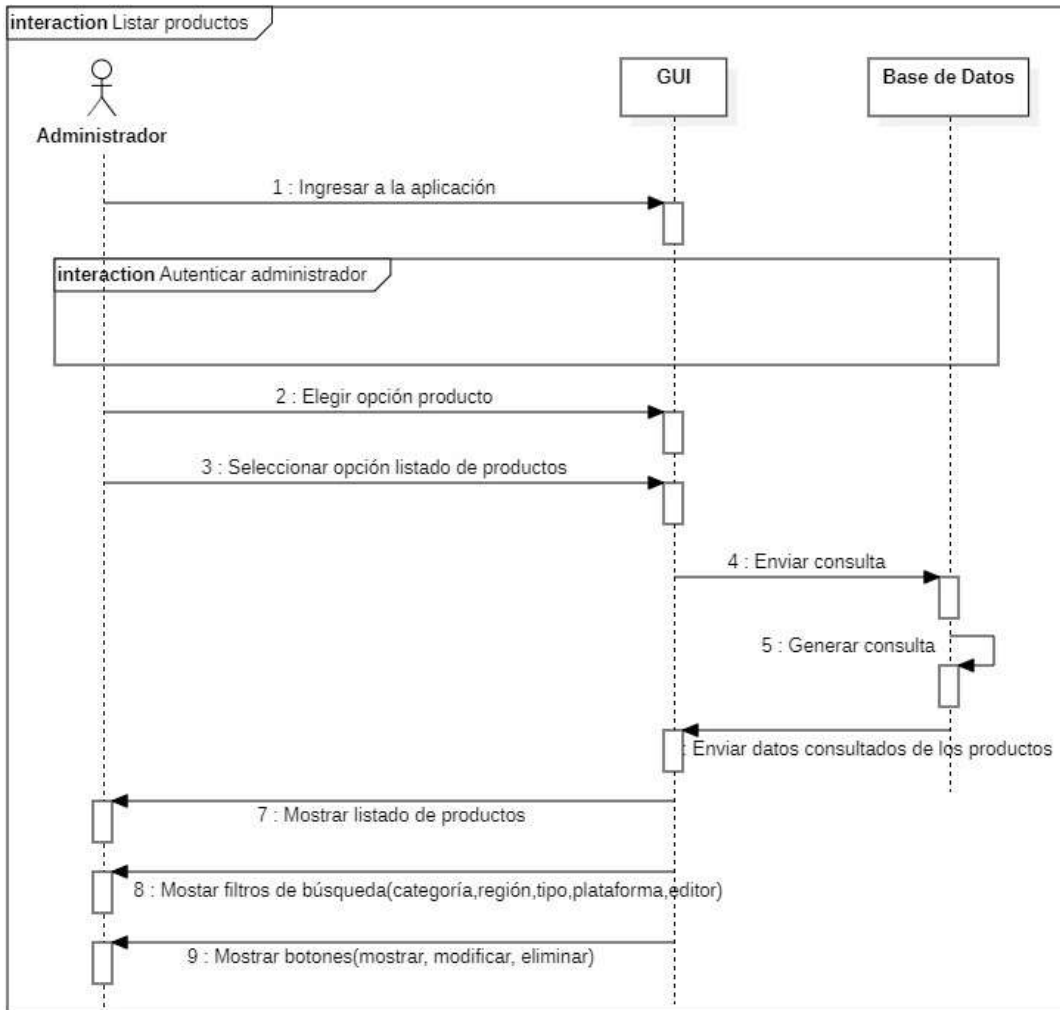 interaction Listar productos
Administrador
GUI
Base de Datos
1 : Ingresar a la aplicación
interaction Autenticar administrador
2 : Elegir opción producto
3 : Seleccionar opción listado de productos
4 : Enviar consulta
5 : Generar consulta
: Enviar datos consultados de los productos
7 : Mostrar listado de productos
8 : Mostar filtros de búsqueda(categoría,región,tipo,plataforma,editor)
9 : Mostrar botones(mostrar, modificar, eliminar)